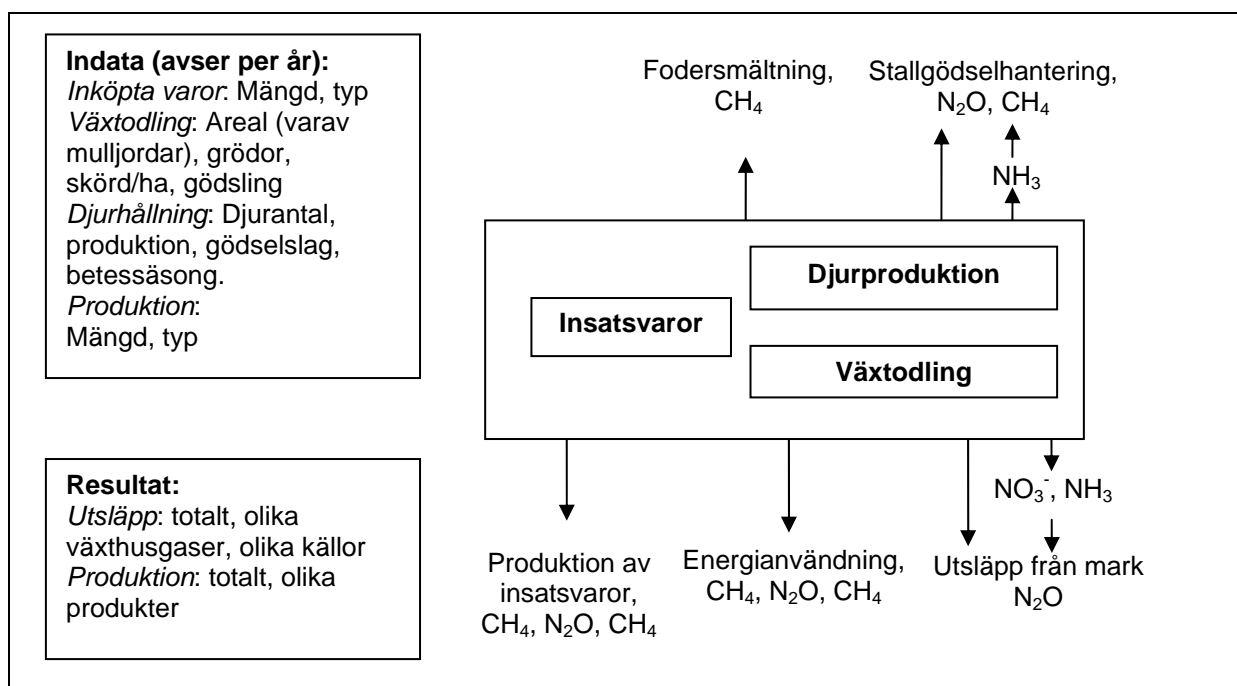 Indata (avser per år):
Inköpta varor: Mängd, typ
Växtodling: Areal (varav
mulljordar), grödor,
skörd/ha, gödsling
Djurhållning: Djurantal,
produktion, gödselslag,
betessäsong.
Produktion:
Mängd, typ
Resultat:
Utsläpp: totalt, olika
växthusgaser, olika källor
Produktion: totalt, olika
produkter
Fodersmältning,
CH₄
Stallgödselhantering,
N₂O, CH₄
NH₃
Djurproduktion
Insatsvaror
Växtodling
Produktion av
insatsvaror,
CH₄, N₂O, CH₄
Energianvändning,
CH₄, N₂O, CH₄
NO₃⁻, NH₃
Utsläpp från mark
N₂O